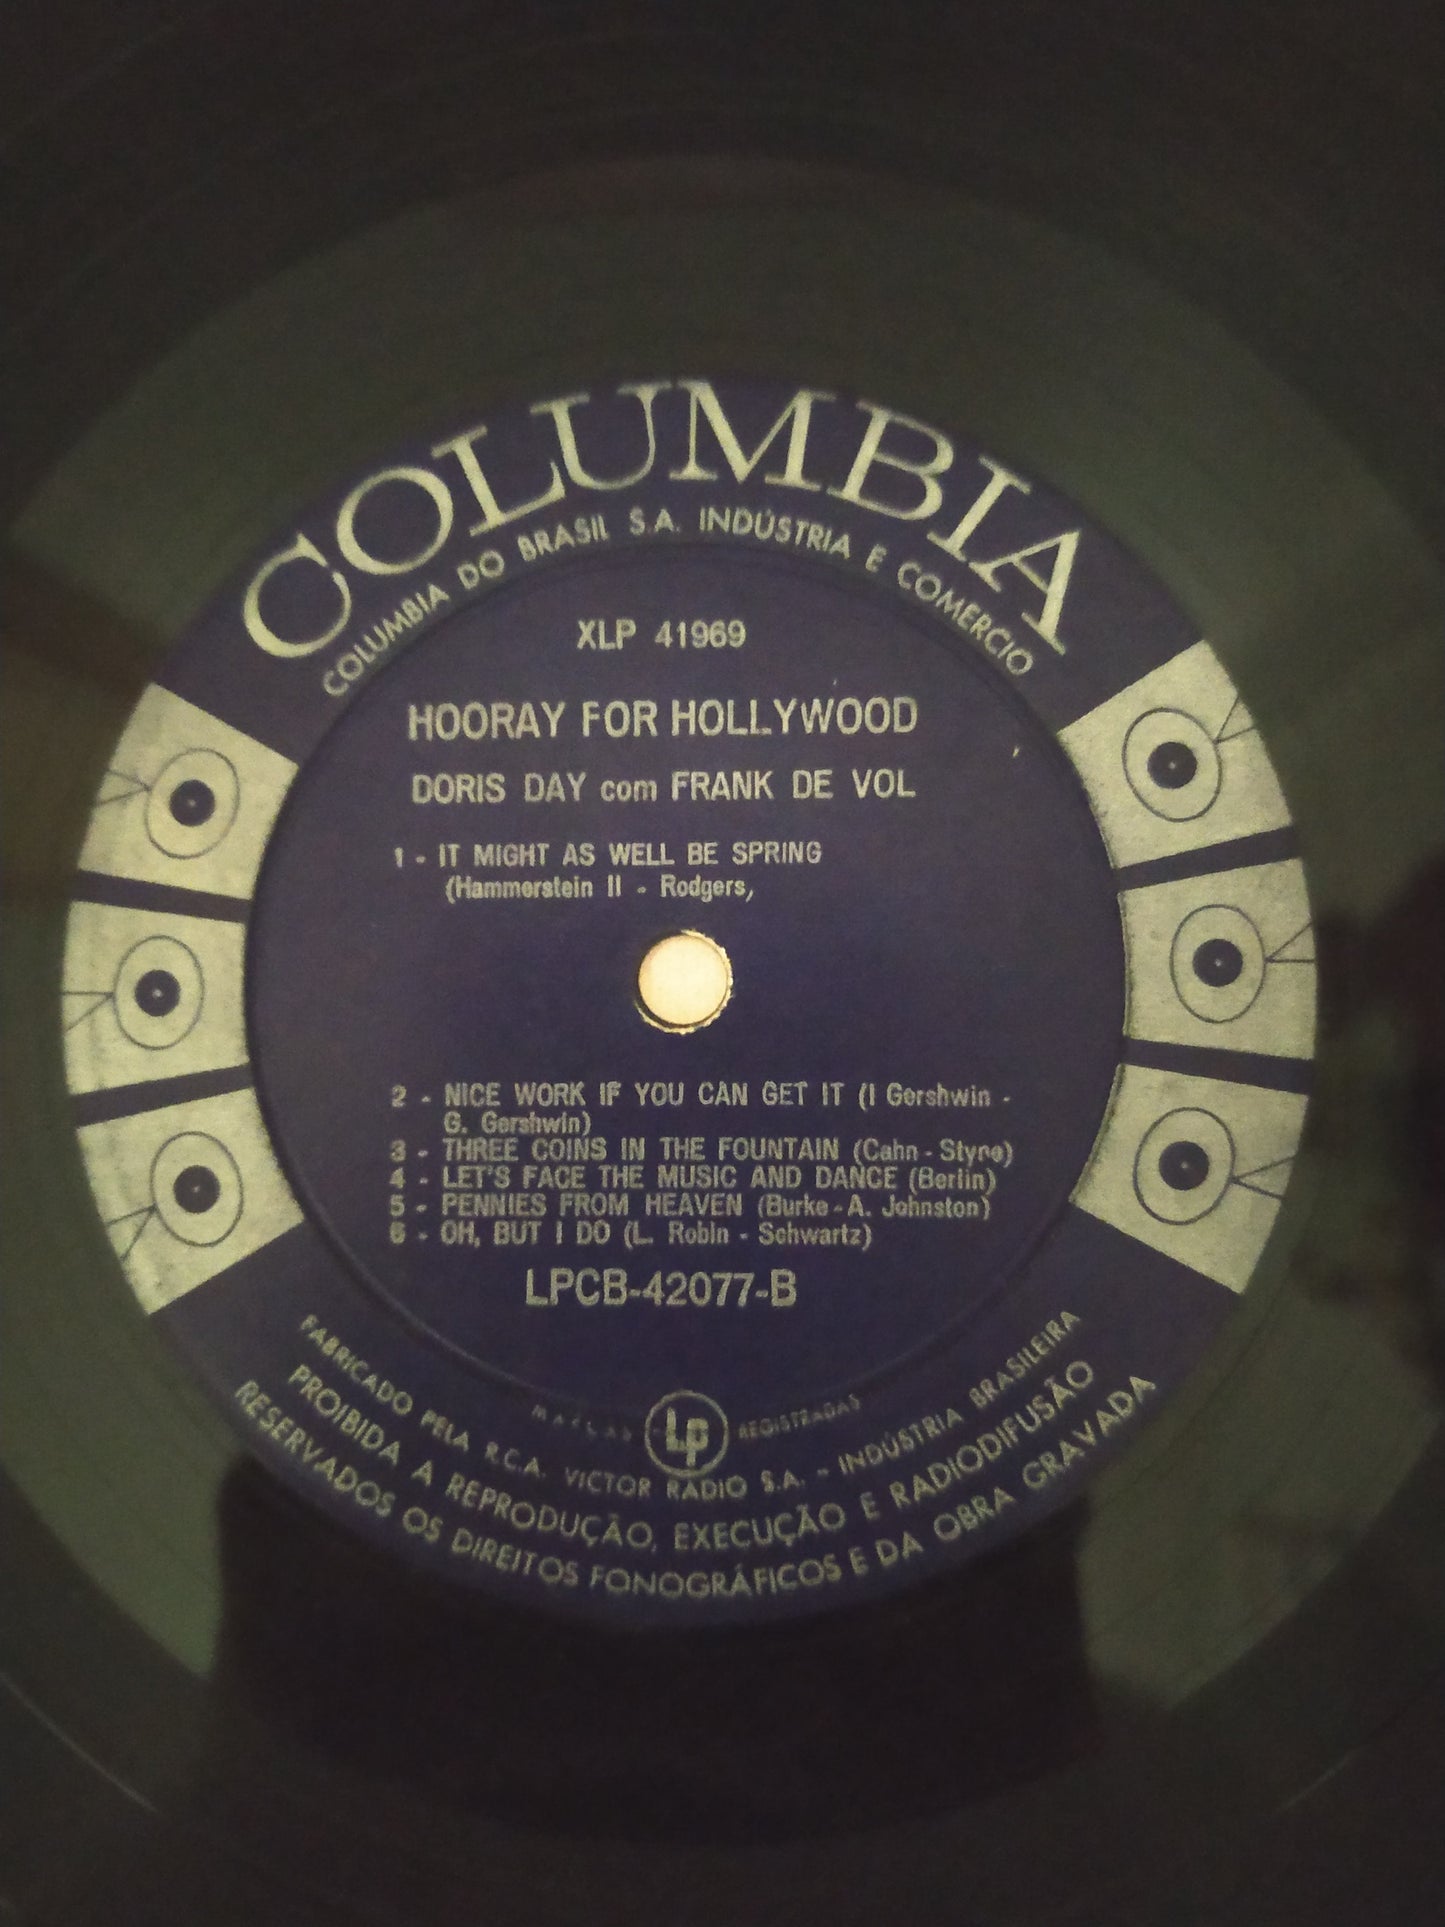 COLUMBIA
COLUMBIA DO BRASIL S.A. INDÚSTRIA E COMERCIO
XLP 41969
HOORAY FOR HOLLYWOOD
DORIS DAY com FRANK DE VOL
1 - IT MIGHT AS WELL BE SPRING
(Hammerstein II - Rodgers,
2 - NICE WORK IF YOU CAN GET IT (I Gershwin -
G. Gershwin)
3 - THREE COINS IN THE FOUNTAIN (Cahn - Styne)
4 - LET'S FACE THE MUSIC AND DANCE (Berlin)
5 - PENNIES FROM HEAVEN (Burke - A. Johnston)
6 - OH, BUT I DO (L. Robin - Schwartz)
LPCB-42077-B
MARCAS Lp REGISTRADAS
FABRICADO PELA R.C.A. VICTOR RADIO S.A. - INDÚSTRIA BRASILEIRA
PROIBIDA A REPRODUÇÃO, EXECUÇÃO E RADIODIFUSÃO
RESERVADOS OS DIREITOS FONOGRÁFICOS E DA OBRA GRAVADA